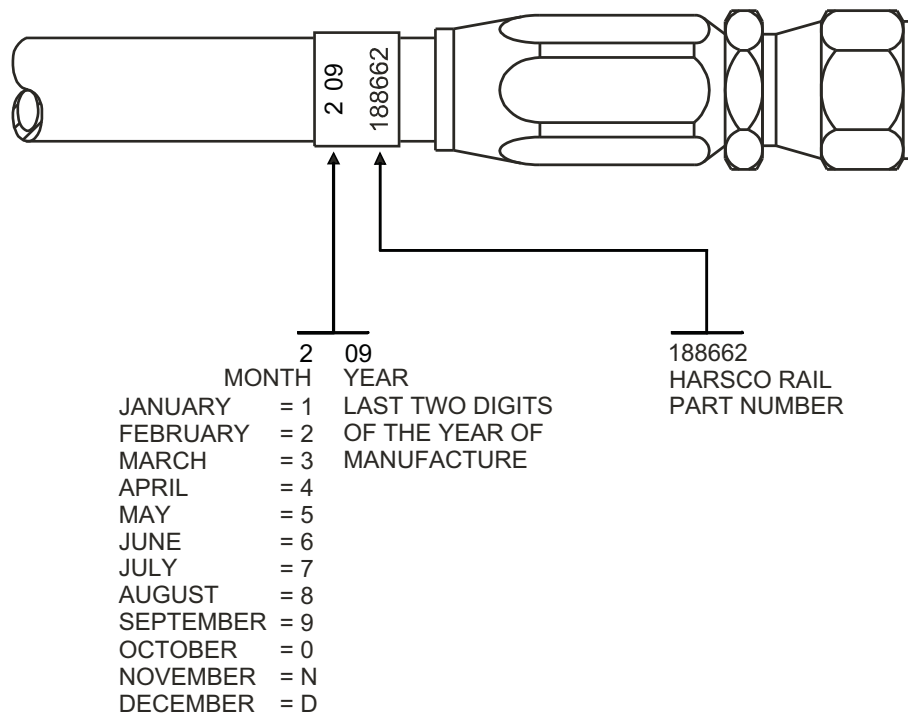 2 09
188662
2 09
MONTH YEAR
JANUARY = 1 LAST TWO DIGITS
FEBRUARY = 2 OF THE YEAR OF
MARCH = 3 MANUFACTURE
APRIL = 4
MAY = 5
JUNE = 6
JULY = 7
AUGUST = 8
SEPTEMBER = 9
OCTOBER = 0
NOVEMBER = N
DECEMBER = D
188662
HARSCO RAIL
PART NUMBER